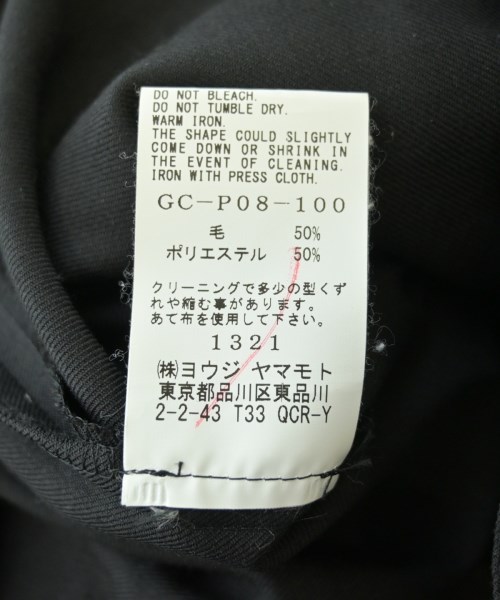 DO NOT BLEACH.
DO NOT TUMBLE DRY.
WARM IRON.
THE SHAPE COULD SLIGHTLY
COME DOWN OR SHRINK IN
THE EVENT OF CLEANING.
IRON WITH PRESS CLOTH.
GC-P08-100
毛 50%
ポリエステル 50%
クリーニングで多少の型くず
れや縮む事があります。
あて布を使用して下さい。
1321
㈱ヨウジ ヤマモト
東京都品川区東品川
2-2-43 T33 QCR-Y